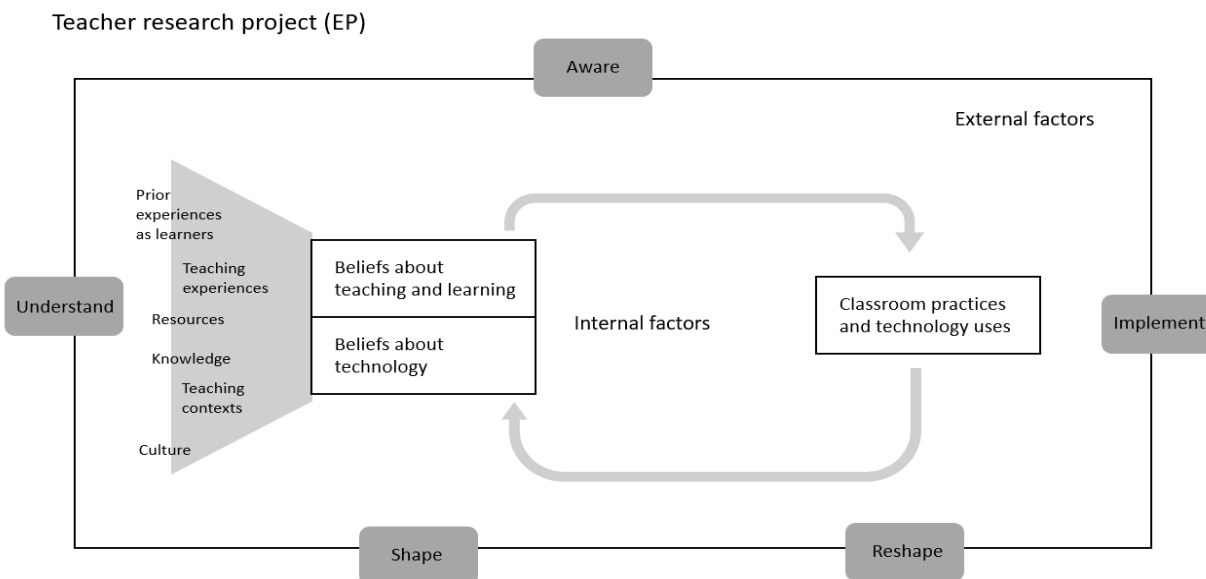 Teacher research project (EP)
Aware
External factors
Prior
experiences
as learners
Teaching
experiences
Resources
Knowledge
Teaching
contexts
Culture
Understand
Beliefs about
teaching and learning
Beliefs about
technology
Internal factors
Classroom practices
and technology uses
Implement
Shape
Reshape